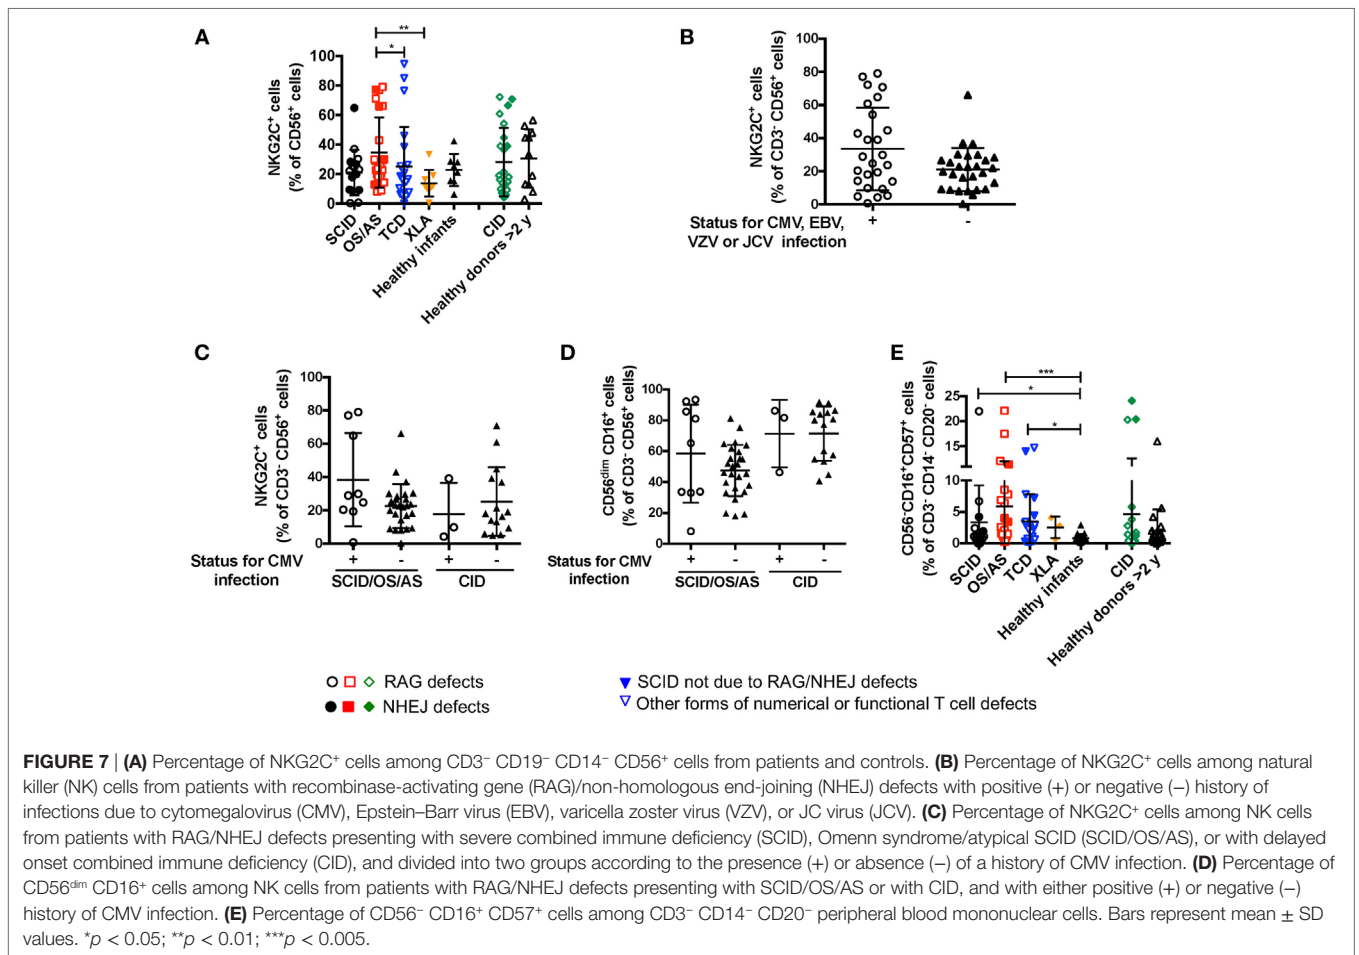 A
**
*
NKG2C+ cells
(% of CD56+ cells)
100
80
60
40
20
0
SCID
OS/AS
TCD
XLA
Healthy infants
CID
Healthy donors >2 y
B
NKG2C+ cells
(% of CD3- CD56+ cells)
100
80
60
40
20
0
Status for CMV, EBV,
VZV or JCV infection
+
-
C
NKG2C+ cells
(% of CD3- CD56+ cells)
100
80
60
40
20
0
Status for CMV
infection
+
-
+
-
SCID/OS/AS
CID
D
CD56dim CD16+ cells
(% of CD3- CD56+ cells)
100
80
60
40
20
0
Status for CMV
infection
+
-
+
-
SCID/OS/AS
CID
E
***
*
*
CD56-CD16+CD57+ cells
(% of CD3- CD14- CD20- cells)
25
20
15
10
5
0
SCID
OS/AS
TCD
XLA
Healthy infants
CID
Healthy donors >2 y
RAG defects
NHEJ defects
SCID not due to RAG/NHEJ defects
Other forms of numerical or functional T cell defects
FIGURE 7 | (A) Percentage of NKG2C+ cells among CD3− CD19− CD14− CD56+ cells from patients and controls. (B) Percentage of NKG2C+ cells among natural
killer (NK) cells from patients with recombinase-activating gene (RAG)/non-homologous end-joining (NHEJ) defects with positive (+) or negative (−) history of
infections due to cytomegalovirus (CMV), Epstein–Barr virus (EBV), varicella zoster virus (VZV), or JC virus (JCV). (C) Percentage of NKG2C+ cells among NK cells
from patients with RAG/NHEJ defects presenting with severe combined immune deficiency (SCID), Omenn syndrome/atypical SCID (SCID/OS/AS), or with delayed
onset combined immune deficiency (CID), and divided into two groups according to the presence (+) or absence (−) of a history of CMV infection. (D) Percentage of
CD56dim CD16+ cells among NK cells from patients with RAG/NHEJ defects presenting with SCID/OS/AS or with CID, and with either positive (+) or negative (−)
history of CMV infection. (E) Percentage of CD56− CD16+ CD57+ cells among CD3− CD14− CD20− peripheral blood mononuclear cells. Bars represent mean ± SD
values. *p < 0.05; **p < 0.01; ***p < 0.005.